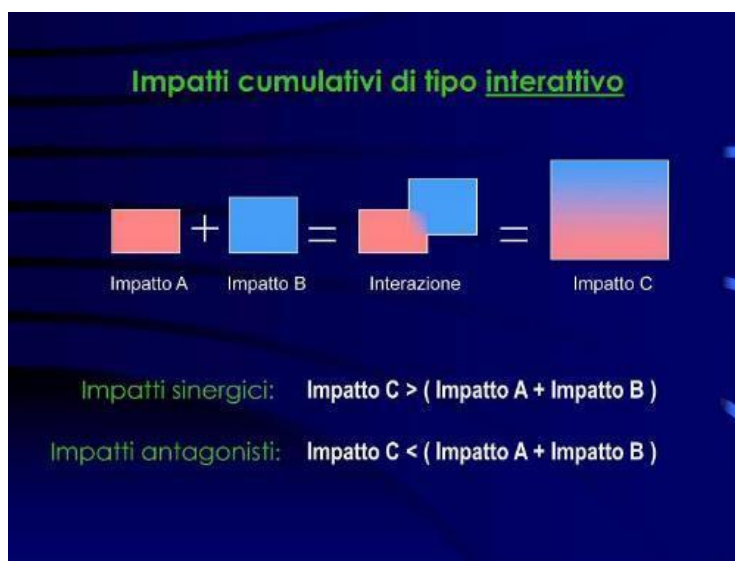 Impatti cumulativi di tipo interattivo
+ = =
Impatto A Impatto B Interazione Impatto C
Impatti sinergici: Impatto C > ( Impatto A + Impatto B )
Impatti antagonisti: Impatto C < ( Impatto A + Impatto B )